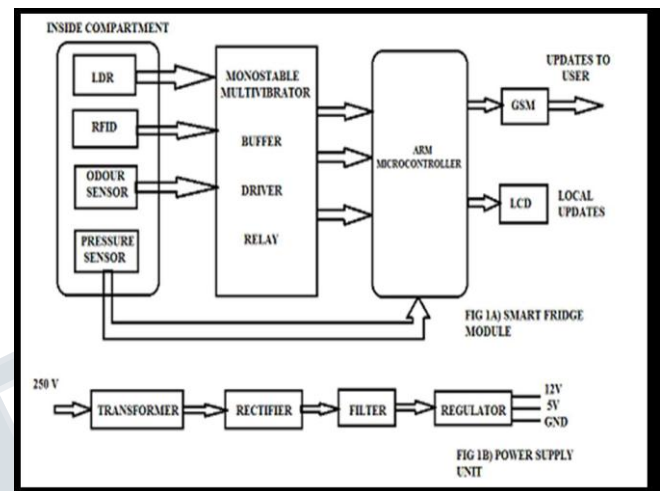 INSIDE COMPARTMENT
LDR
RFID
ODOUR
SENSOR
PRESSURE
SENSOR
MONOSTABLE
MULTIVIBRATOR
BUFFER
DRIVER
RELAY
ARM
MICROCONTROLLER
GSM
UPDATES TO
USER
LCD
LOCAL
UPDATES
FIG 1A) SMART FRIDGE
MODULE
250 V
TRANSFORMER
RECTIFIER
FILTER
REGULATOR
12V
5V
GND
FIG 1B) POWER SUPPLY
UNIT